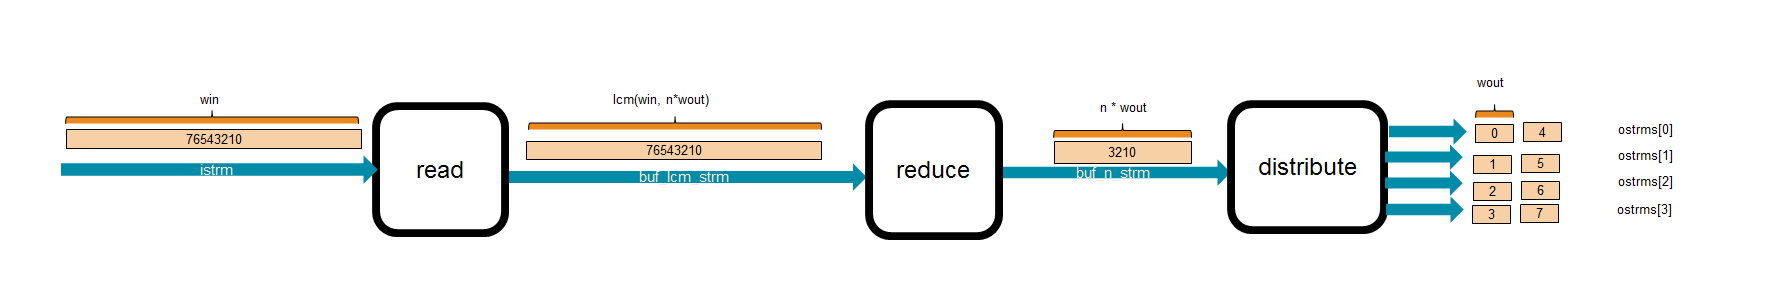 win
76543210
istrm
read
lcm(win, n*wout)
76543210
buf_lcm_strm
reduce
n * wout
3210
buf_n_strm
distribute
wout
0 4 ostrms[0]
1 5 ostrms[1]
2 6 ostrms[2]
3 7 ostrms[3]